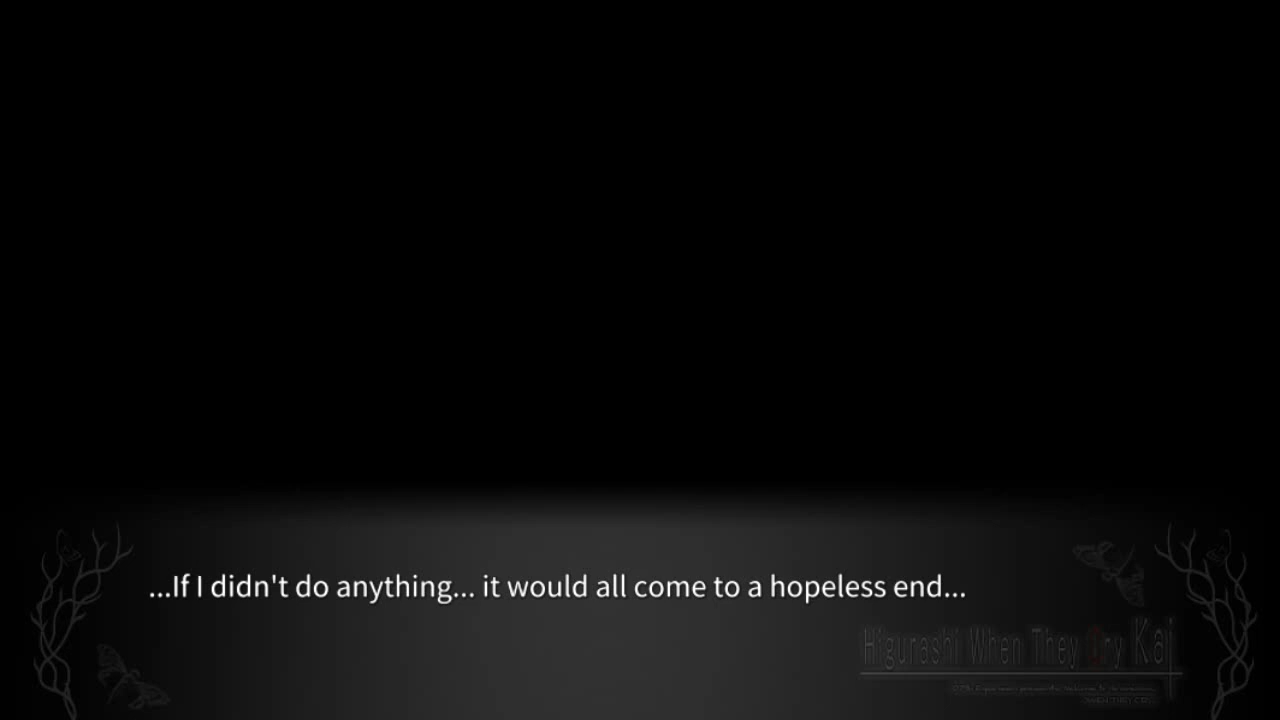 ...If I didn't do anything... it would all come to a hopeless end...
Higurashi When They Cry Kai